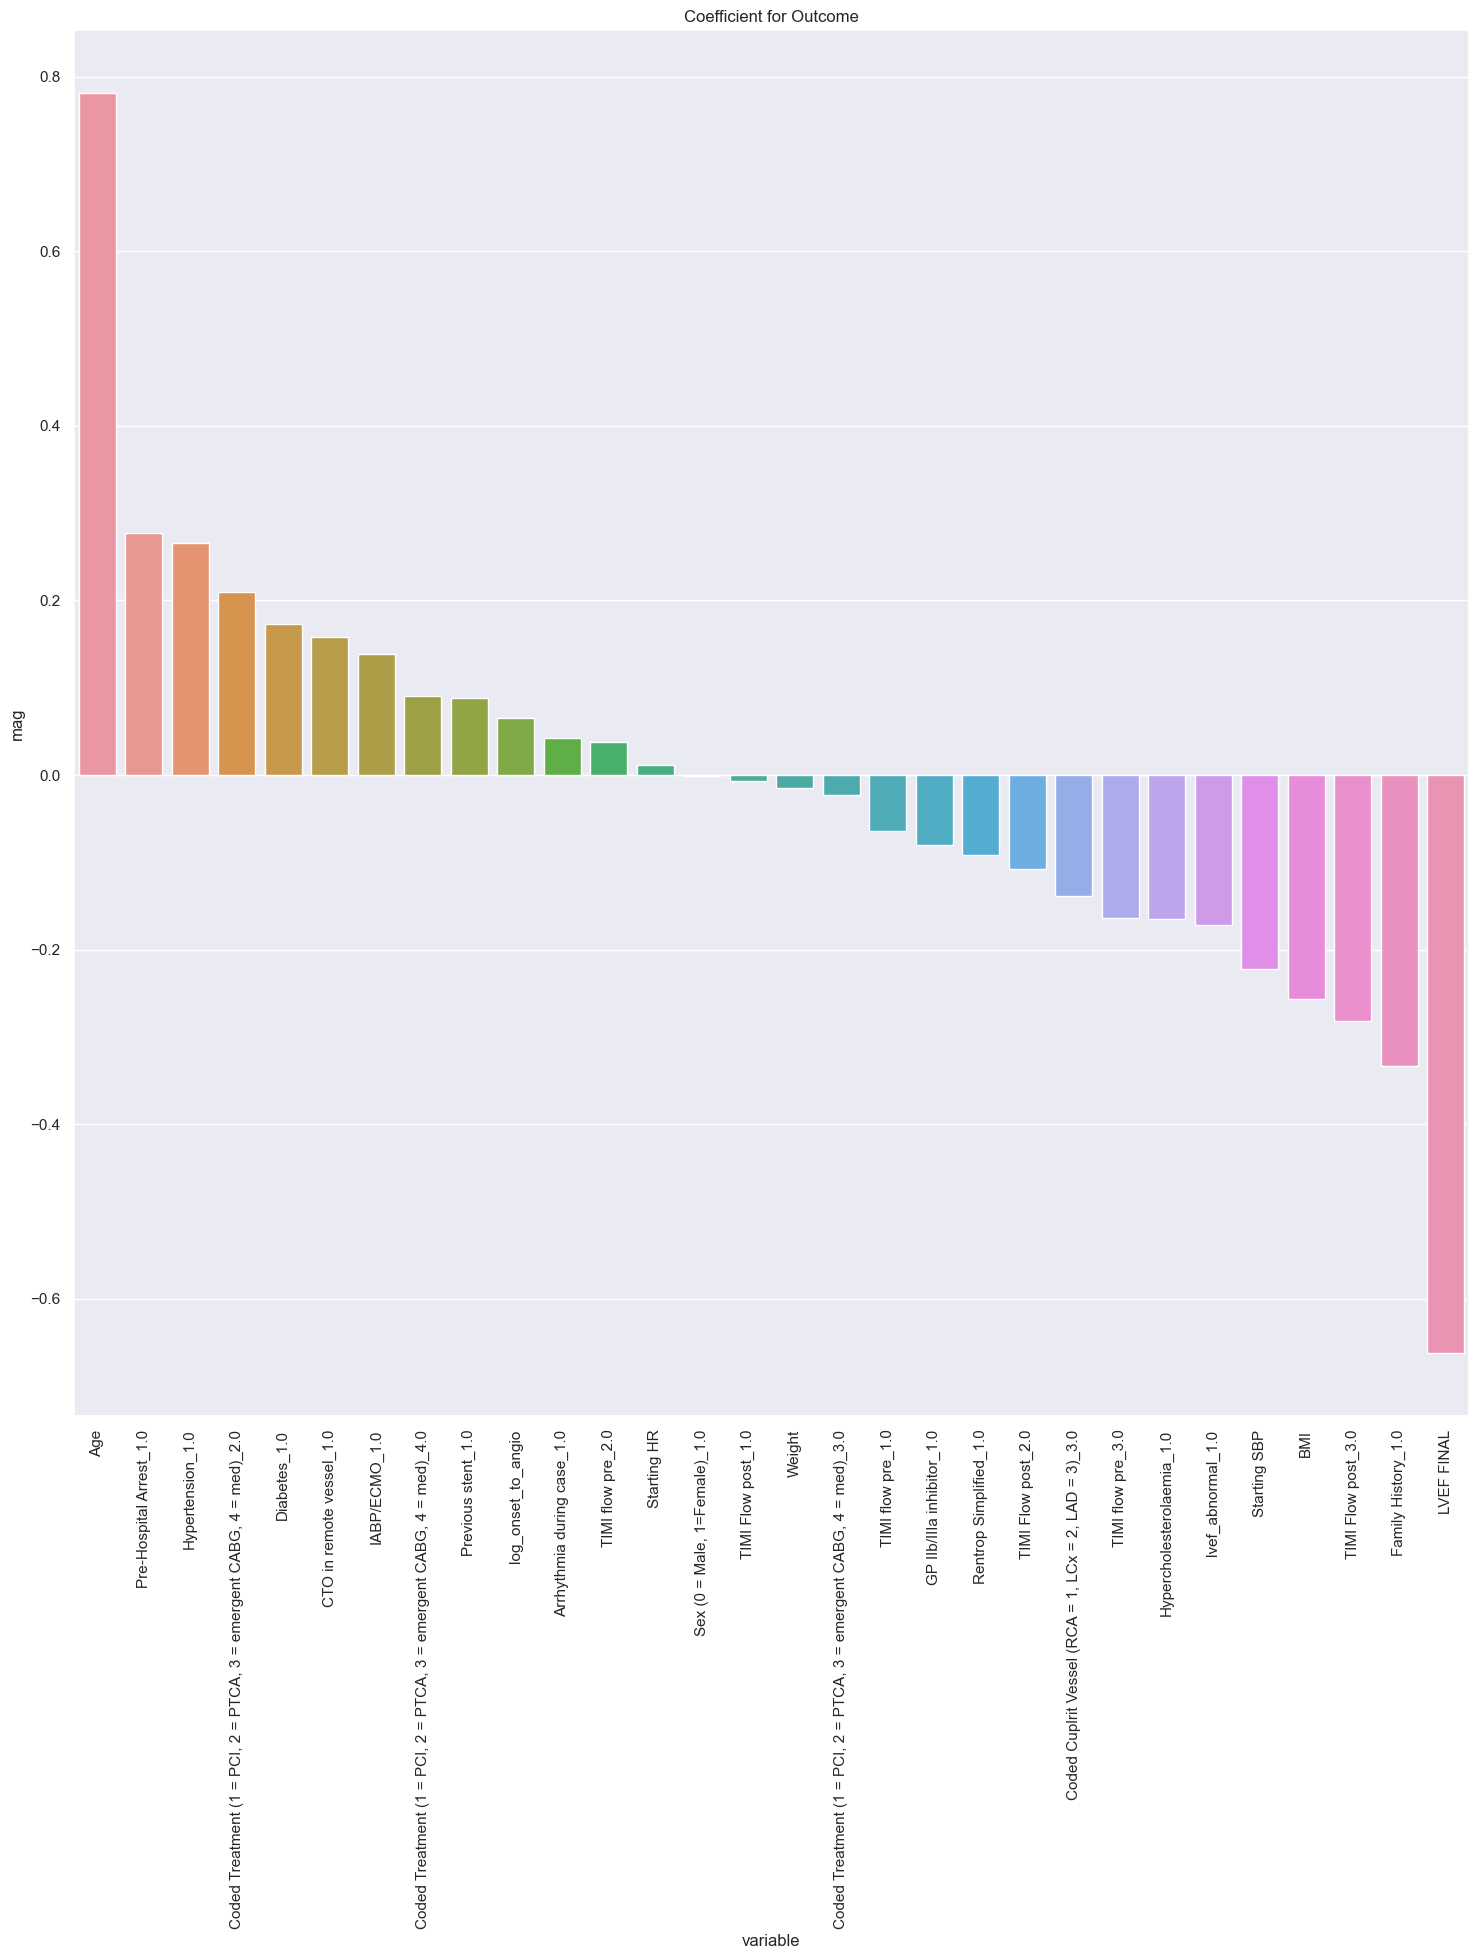 Coefficient for Outcome
0.8
0.6
0.4
0.2
0.0
−0.2
−0.4
−0.6
mag
Age
Pre-Hospital Arrest_1.0
Hypertension_1.0
Coded Treatment (1 = PCI, 2 = PTCA, 3 = emergent CABG, 4 = med)_2.0
Diabetes_1.0
CTO in remote vessel_1.0
IABP/ECMO_1.0
Coded Treatment (1 = PCI, 2 = PTCA, 3 = emergent CABG, 4 = med)_4.0
Previous stent_1.0
log_onset_to_angio
Arrhythmia during case_1.0
TIMI flow pre_2.0
Starting HR
Sex (0 = Male, 1=Female)_1.0
TIMI Flow post_1.0
Weight
Coded Treatment (1 = PCI, 2 = PTCA, 3 = emergent CABG, 4 = med)_3.0
TIMI flow pre_1.0
GP IIb/IIIa inhibitor_1.0
Rentrop Simplified_1.0
TIMI Flow post_2.0
Coded Cuplrit Vessel (RCA = 1, LCx = 2, LAD = 3)_3.0
TIMI flow pre_3.0
Hypercholesterolaemia_1.0
lvef_abnormal_1.0
Starting SBP
BMI
TIMI Flow post_3.0
Family History_1.0
LVEF FINAL
variable